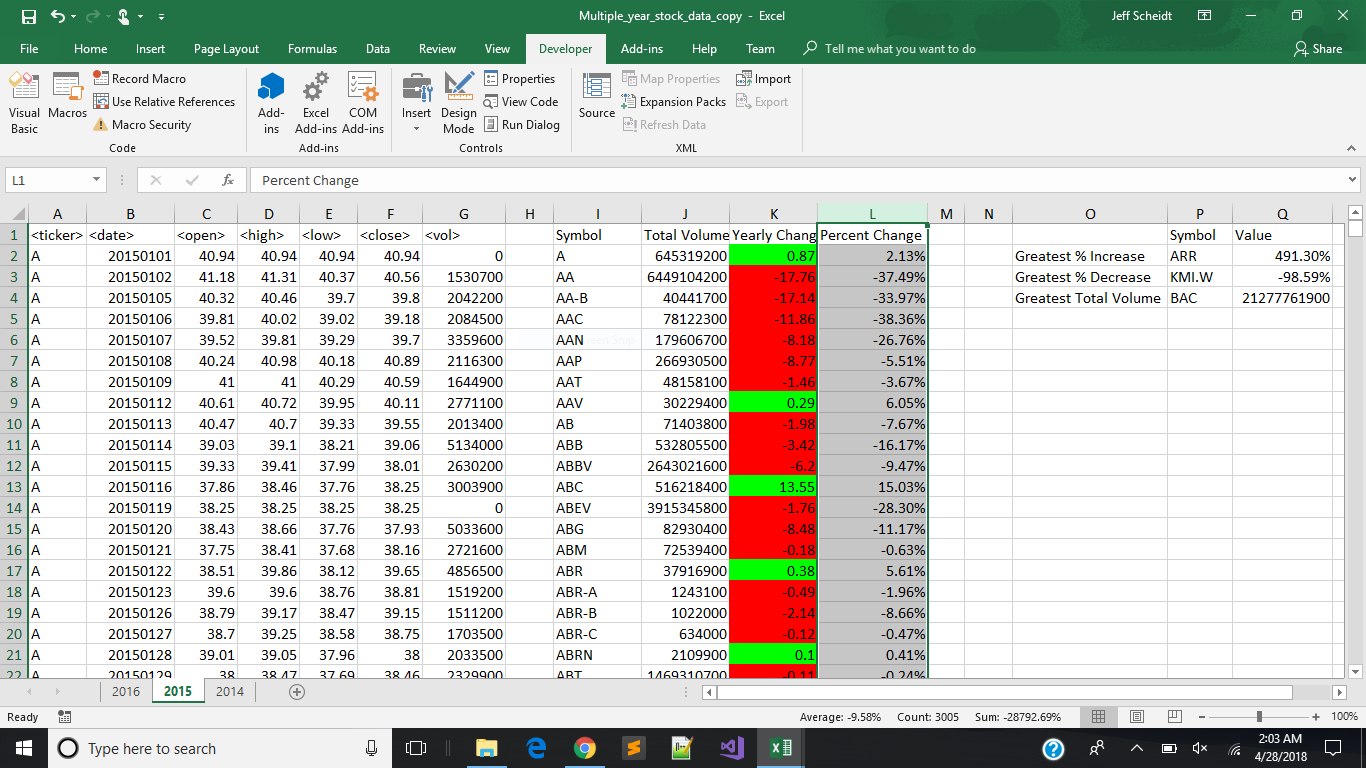 Multiple_year_stock_data_copy - Excel
Jeff Scheidt
File Home Insert Page Layout Formulas Data Review View Developer Add-ins Help Team Tell me what you want to do Share
Visual Basic
Macros
Record Macro
Use Relative References
Macro Security
Code
Add-ins
Excel Add-ins
COM Add-ins
Add-ins
Insert
Design Mode
Properties
View Code
Run Dialog
Controls
Source
Map Properties
Expansion Packs
Refresh Data
Import
Export
XML
L1 fx Percent Change
A B C D E F G H I J K L M N O P Q
1 <ticker> <date> <open> <high> <low> <close> <vol> Symbol Total Volume Yearly Chang Percent Change Symbol Value
2 A 20150101 40.94 40.94 40.94 40.94 0 A 645319200 0.87 2.13% Greatest % Increase ARR 491.30%
3 A 20150102 41.18 41.31 40.37 40.56 1530700 AA 6449104200 -17.76 -37.49% Greatest % Decrease KMI.W -98.59%
4 A 20150105 40.32 40.46 39.7 39.8 2042200 AA-B 40441700 -17.14 -33.97% Greatest Total Volume BAC 21277761900
5 A 20150106 39.81 40.02 39.02 39.18 2084500 AAC 78122300 -11.86 -38.36%
6 A 20150107 39.52 39.81 39.29 39.7 3359600 AAN 179606700 -8.18 -26.76%
7 A 20150108 40.24 40.98 40.18 40.89 2116300 AAP 266930500 -8.77 -5.51%
8 A 20150109 41 41 40.29 40.59 1644900 AAT 48158100 -1.46 -3.67%
9 A 20150112 40.61 40.72 39.95 40.11 2771100 AAV 30229400 0.29 6.05%
10 A 20150113 40.47 40.7 39.33 39.55 2013400 AB 71403800 -1.98 -7.67%
11 A 20150114 39.03 39.1 38.21 39.06 5134000 ABB 532805500 -3.42 -16.17%
12 A 20150115 39.33 39.41 37.99 38.01 2630200 ABBV 2643021600 -6.2 -9.47%
13 A 20150116 37.86 38.46 37.76 38.25 3003900 ABC 516218400 13.55 15.03%
14 A 20150119 38.25 38.25 38.25 38.25 0 ABEV 3915345800 -1.76 -28.30%
15 A 20150120 38.43 38.66 37.76 37.93 5033600 ABG 82930400 -8.48 -11.17%
16 A 20150121 37.75 38.41 37.68 38.16 2721600 ABM 72539400 -0.18 -0.63%
17 A 20150122 38.51 39.86 38.12 39.65 4856500 ABR 37916900 0.38 5.61%
18 A 20150123 39.6 39.6 38.76 38.81 1519200 ABR-A 1243100 -0.49 -1.96%
19 A 20150126 38.79 39.17 38.47 39.15 1511200 ABR-B 1022000 -2.14 -8.66%
20 A 20150127 38.7 39.25 38.58 38.75 1703500 ABR-C 634000 -0.12 -0.47%
21 A 20150128 39.01 39.05 37.96 38 2033500 ABRN 2109900 0.1 0.41%
22 A 20150129 38 38.47 37.69 38.46 2329900 ABT 1469310700 -0.11 -0.24%
2016 2015 2014
Ready Average: -9.58% Count: 3005 Sum: -28792.69% 100%
Type here to search
2:03 AM
4/28/2018